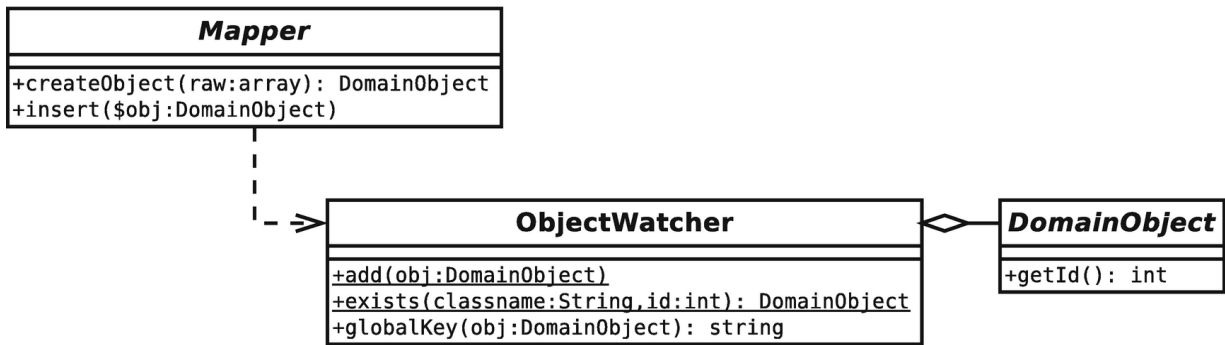 Mapper
+createObject(raw:array): DomainObject
+insert($obj:DomainObject)
ObjectWatcher
+add(obj:DomainObject)
+exists(classname:String,id:int): DomainObject
+globalKey(obj:DomainObject): string
DomainObject
+getId(): int